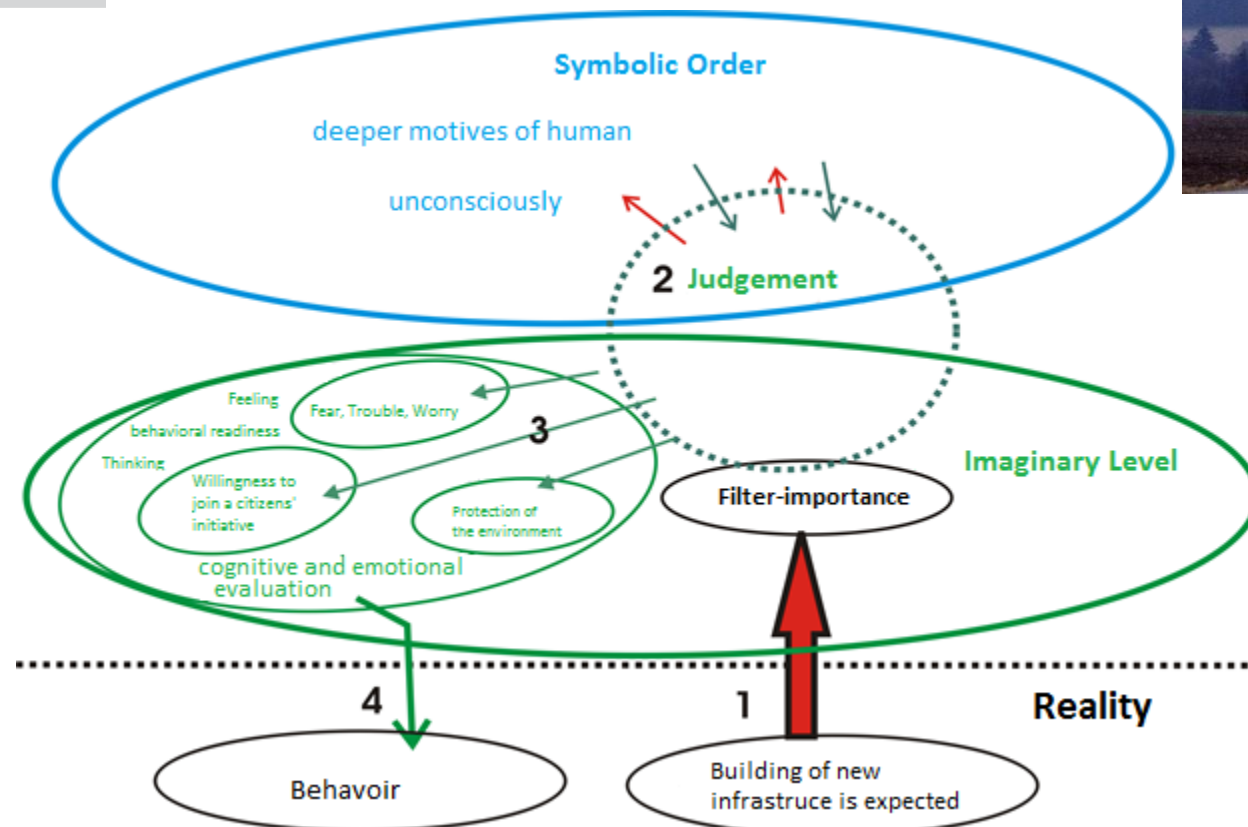 Symbolic Order
deeper motives of human
unconsciously
2 Judgement
Feeling
Fear, Trouble, Worry
behavioral readiness
3
Thinking
Imaginary Level
Willingness to
join a citizens'
initiative
Filter-importance
Protection of
the environment
cognitive and emotional
evaluation
4
1
Reality
Behavoir
Building of new
infrastruce is expected